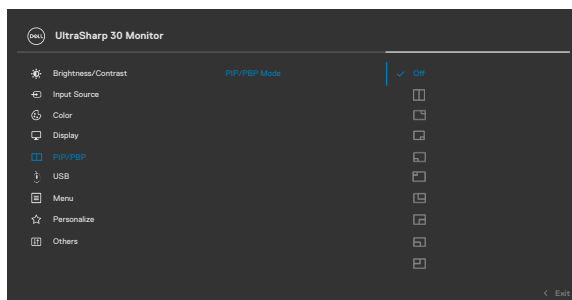 DELL UltraSharp 30 Monitor
Brightness/Contrast PIP/PBP Mode Off
Input Source
Color
Display
PIP/PBP
USB
Menu
Personalize
Others
< Exit